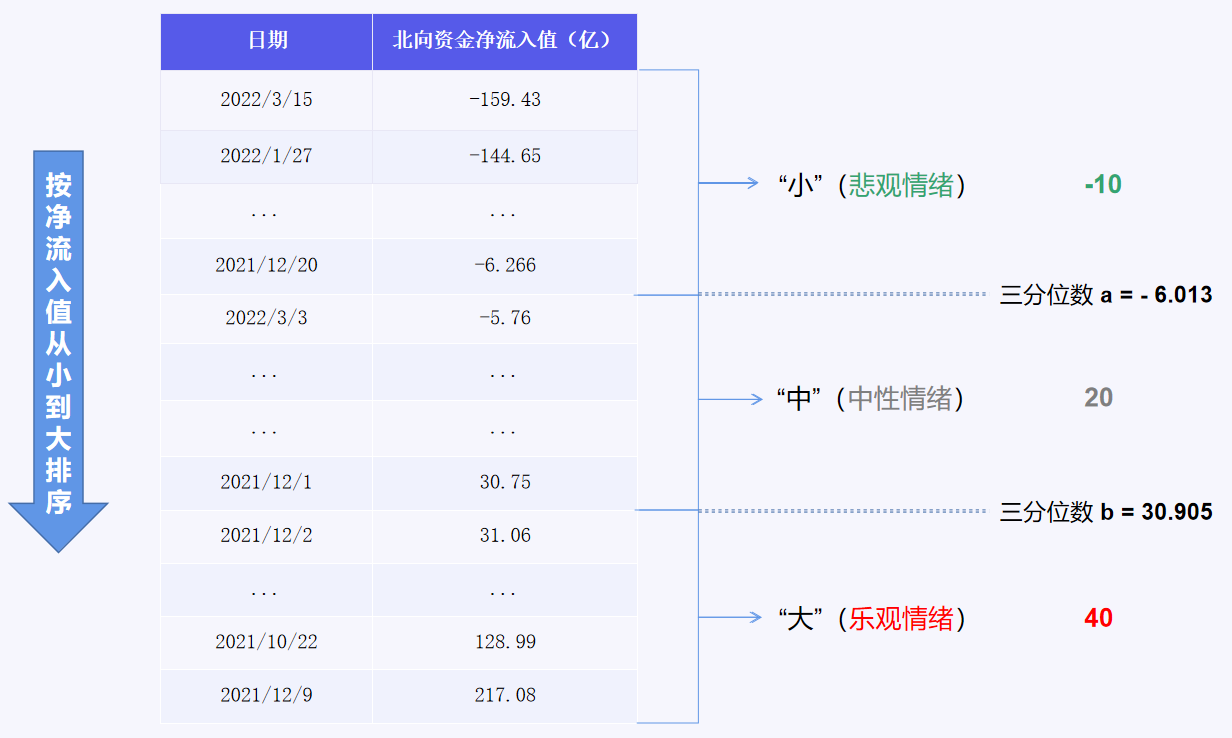 日期 北向资金净流入值（亿）
2022/3/15 -159.43
2022/1/27 -144.65
... ...
2021/12/20 -6.266
2022/3/3 -5.76
... ...
... ...
2021/12/1 30.75
2021/12/2 31.06
... ...
2021/10/22 128.99
2021/12/9 217.08
按净流入值从小到大排序
“小”（悲观情绪） -10
三分位数 a = - 6.013
“中”（中性情绪） 20
三分位数 b = 30.905
“大”（乐观情绪） 40